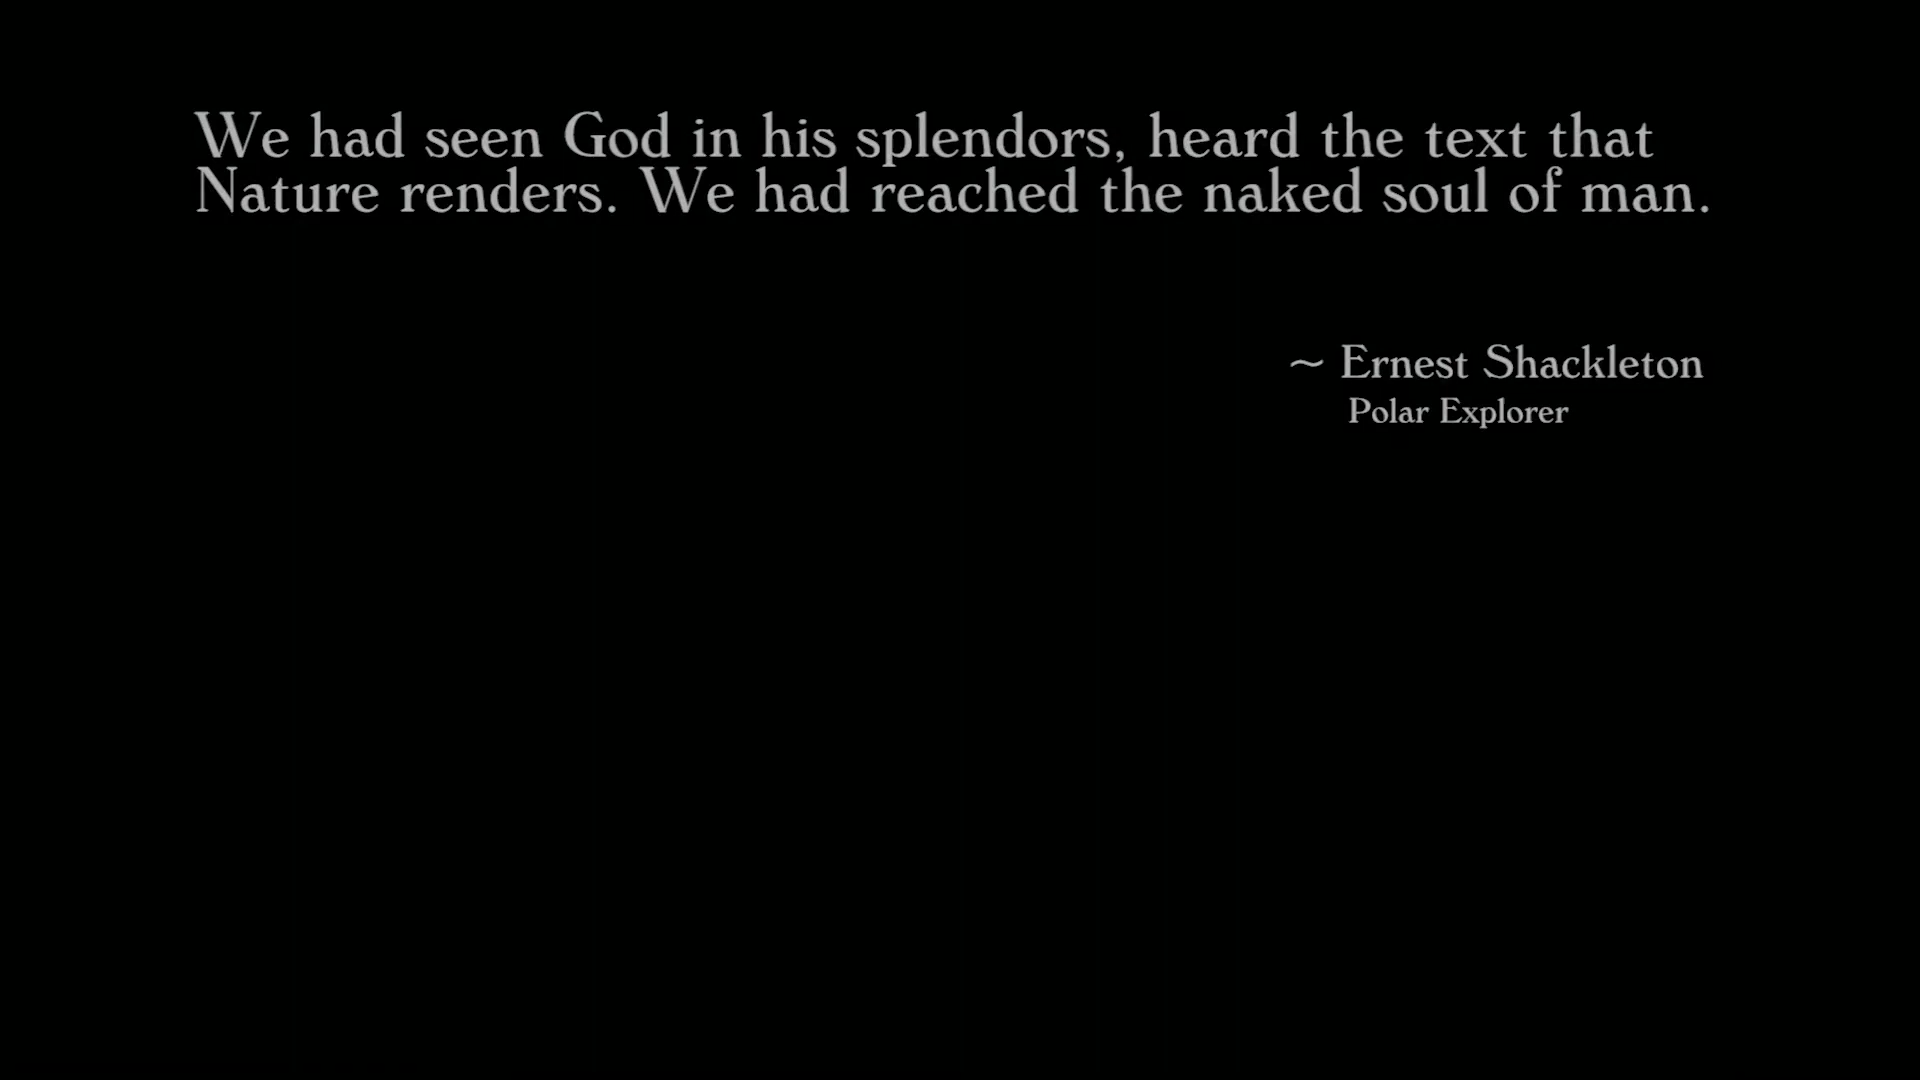 We had seen God in his splendors, heard the text that
Nature renders. We had reached the naked soul of man.
~ Ernest Shackleton
Polar Explorer